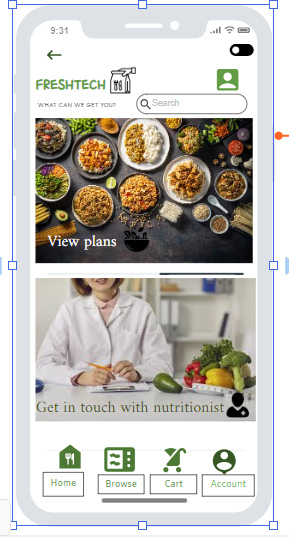 9:31
FRESHTECH
WHAT CAN WE GET YOU?
Search
View plans
Get in touch with nutritionist
Home
Browse
Cart
Account